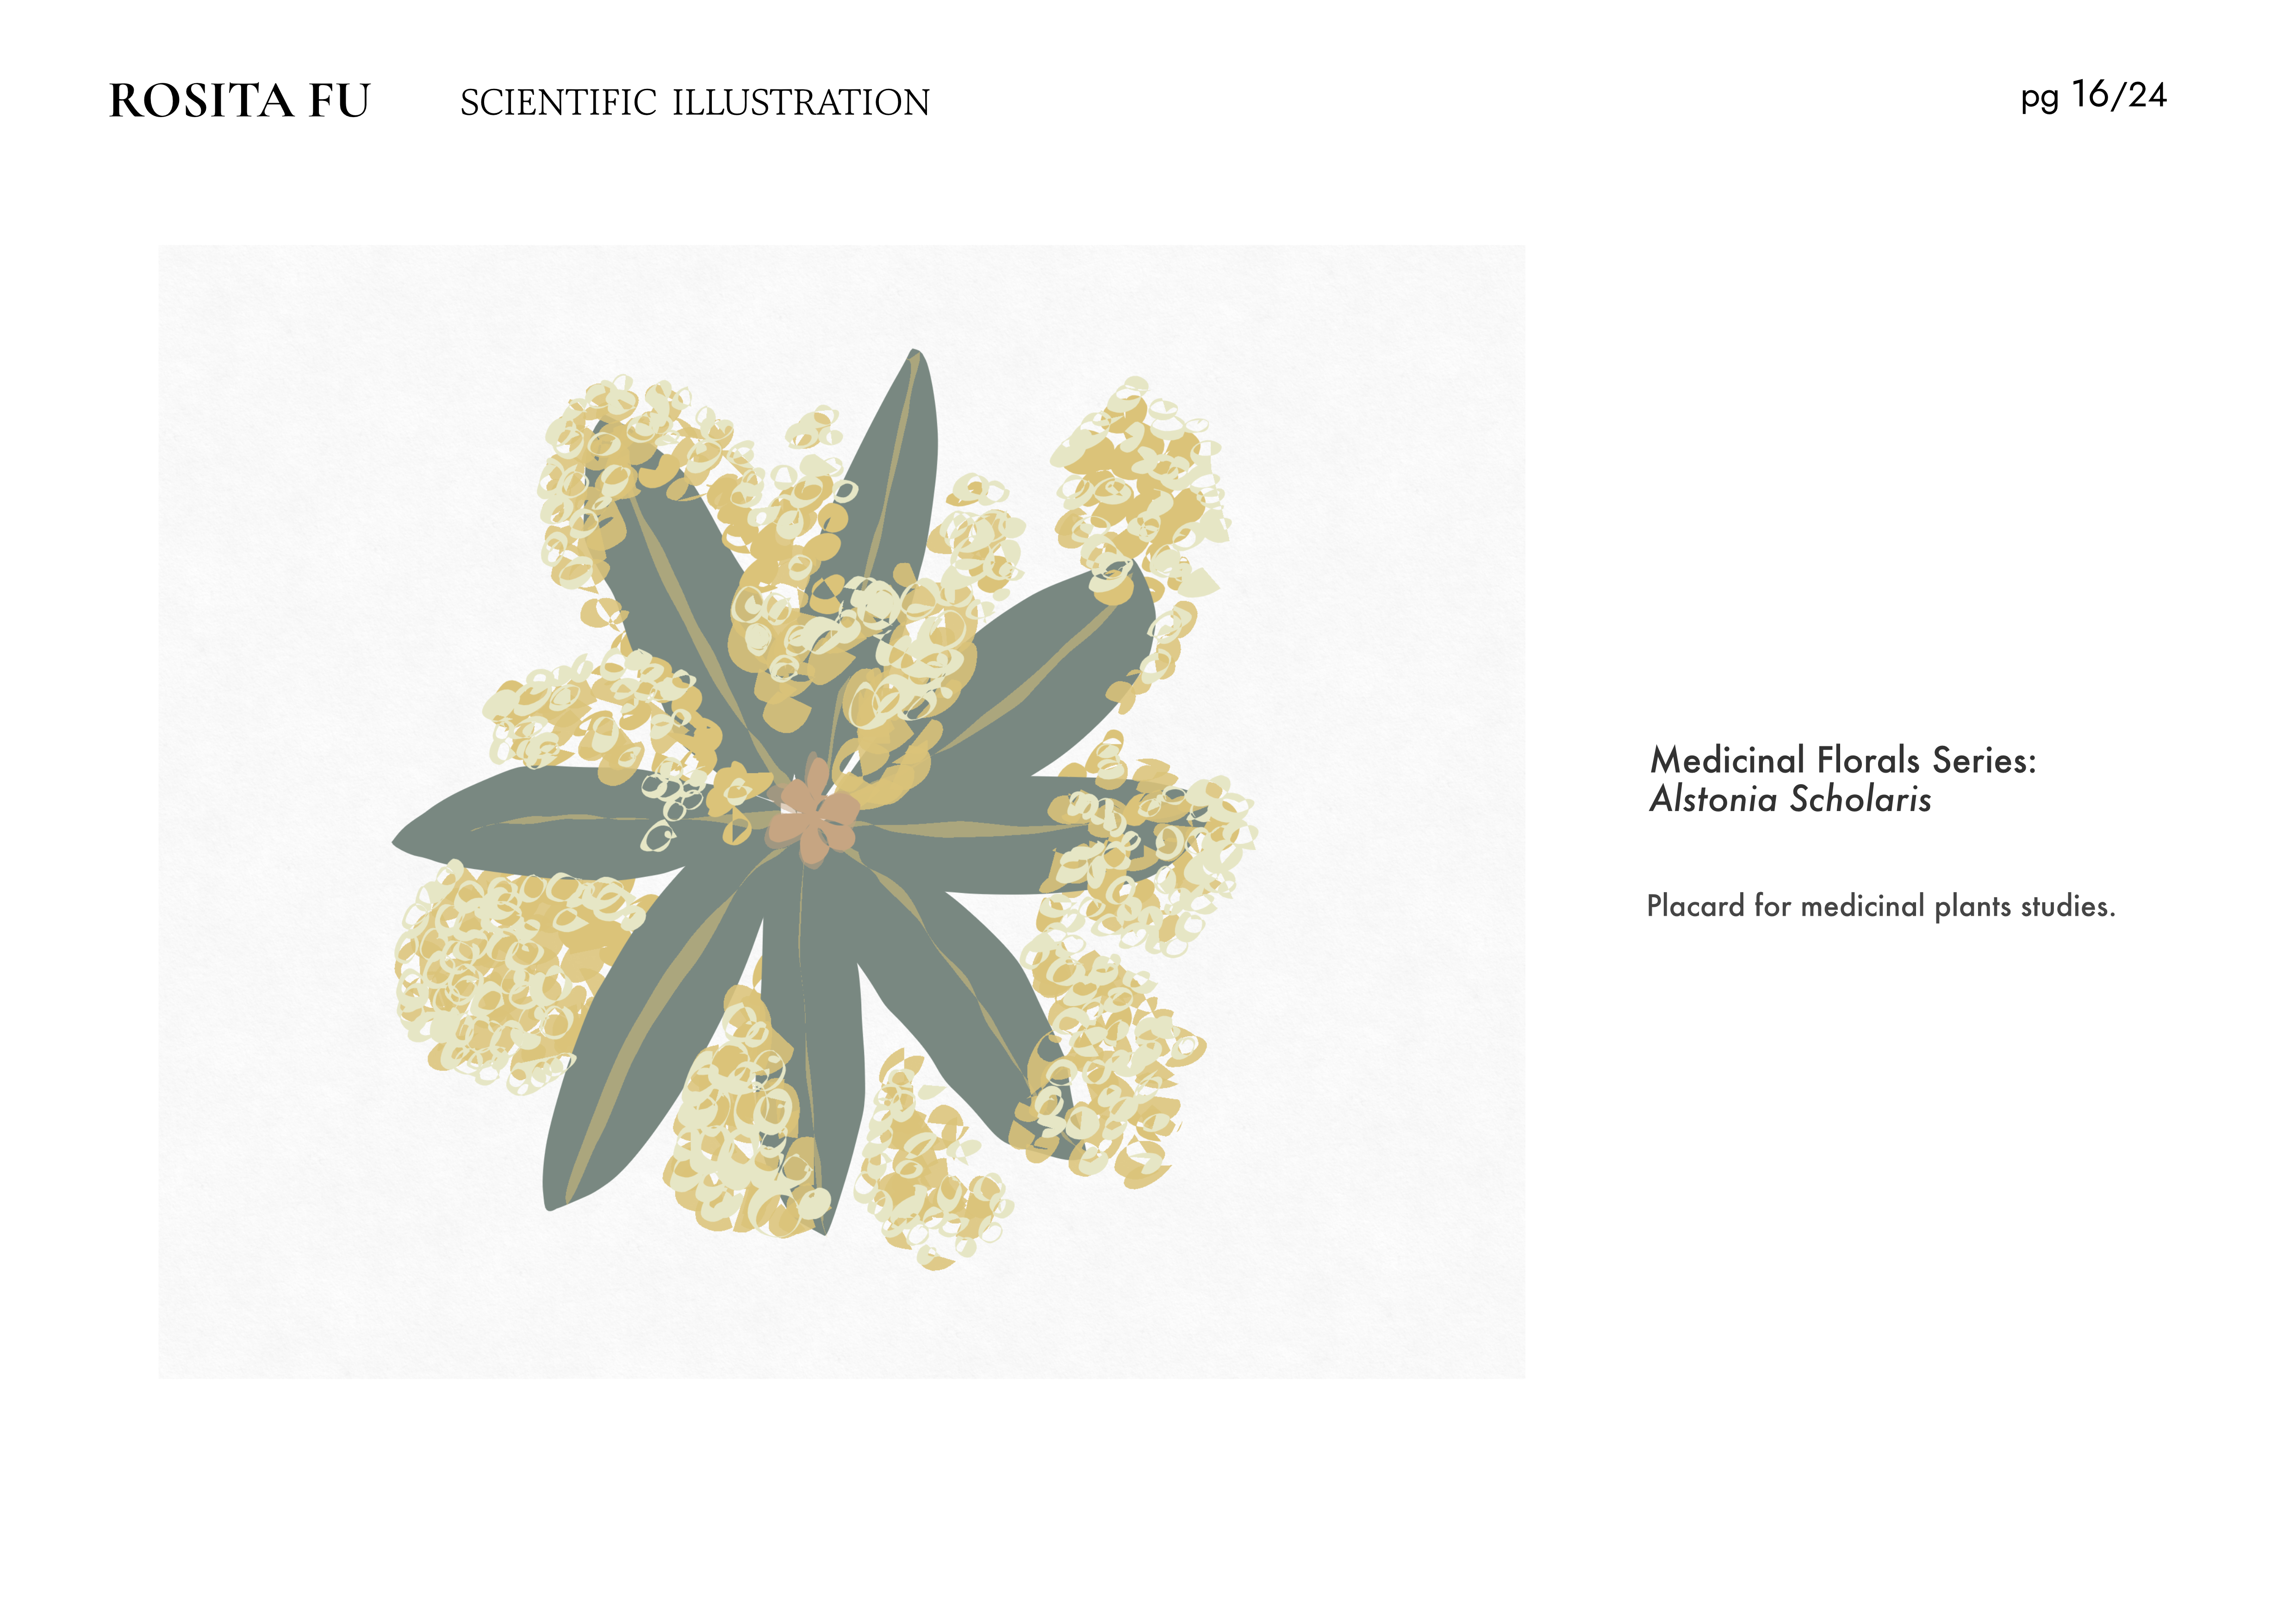 ROSITA FU SCIENTIFIC ILLUSTRATION pg 16/24
Medicinal Florals Series:
Alstonia Scholaris
Placard for medicinal plants studies.